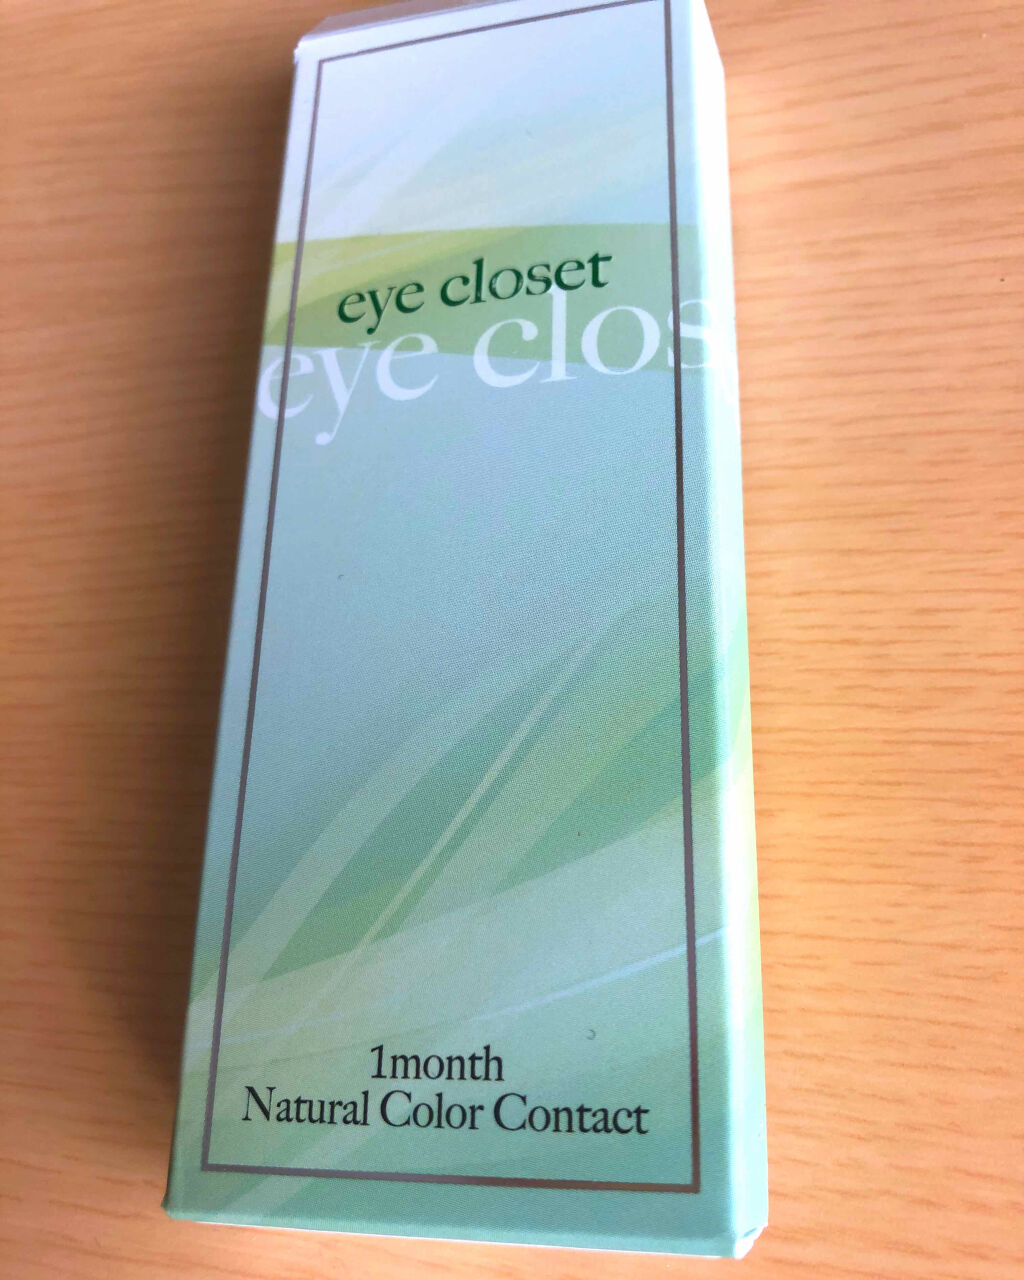 eye closet
eye clos
1month
Natural Color Contact